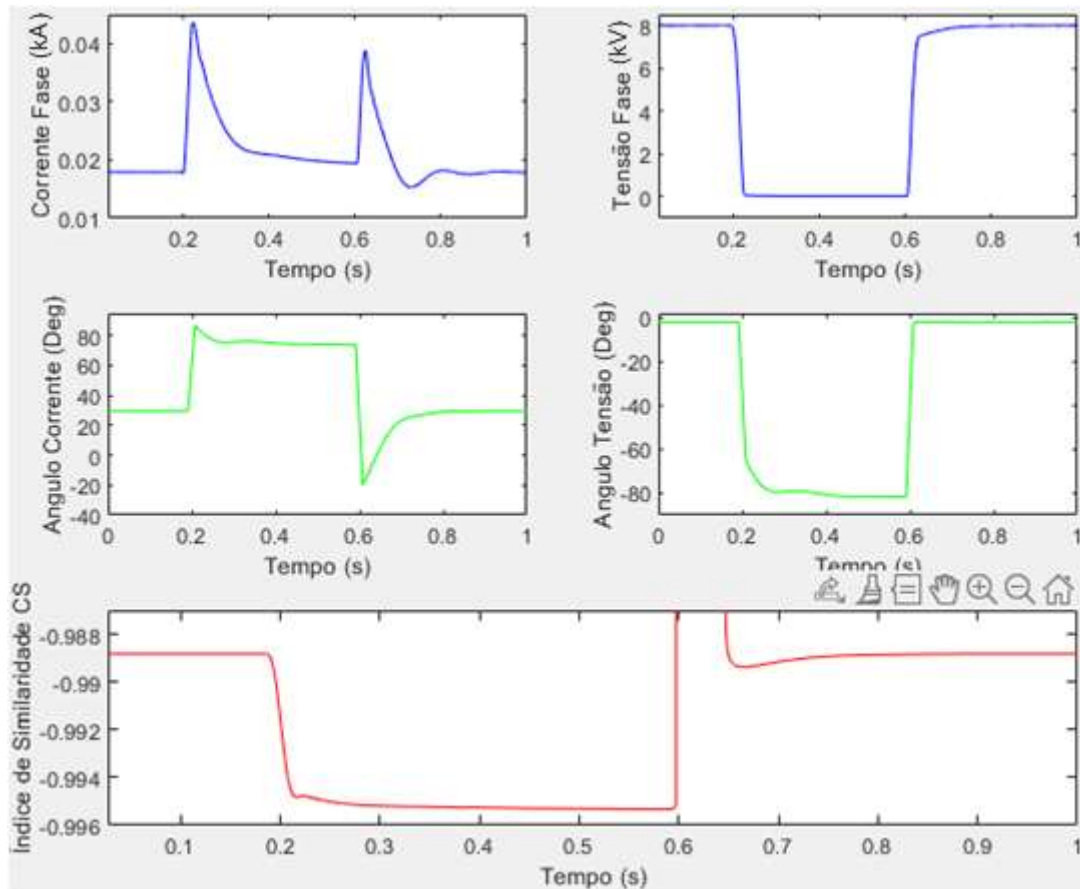 Corrente Fase (kA)
0.04
0.03
0.02
0.01
0.2 0.4 0.6 0.8 1
Tempo (s)
Tensão Fase (kV)
8
6
4
2
0
0.2 0.4 0.6 0.8 1
Tempo (s)
Angulo Corrente (Deg)
80
60
40
20
0
-20
-40
0 0.2 0.4 0.6 0.8 1
Tempo (s)
Angulo Tensão (Deg)
0
-20
-40
-60
-80
0 0.2 0.4 0.6 0.8 1
Tempo (s)
Indice de Similaridade CS
-0.988
-0.99
-0.992
-0.994
-0.996
0.1 0.2 0.3 0.4 0.5 0.6 0.7 0.8 0.9 1
Tempo (s)